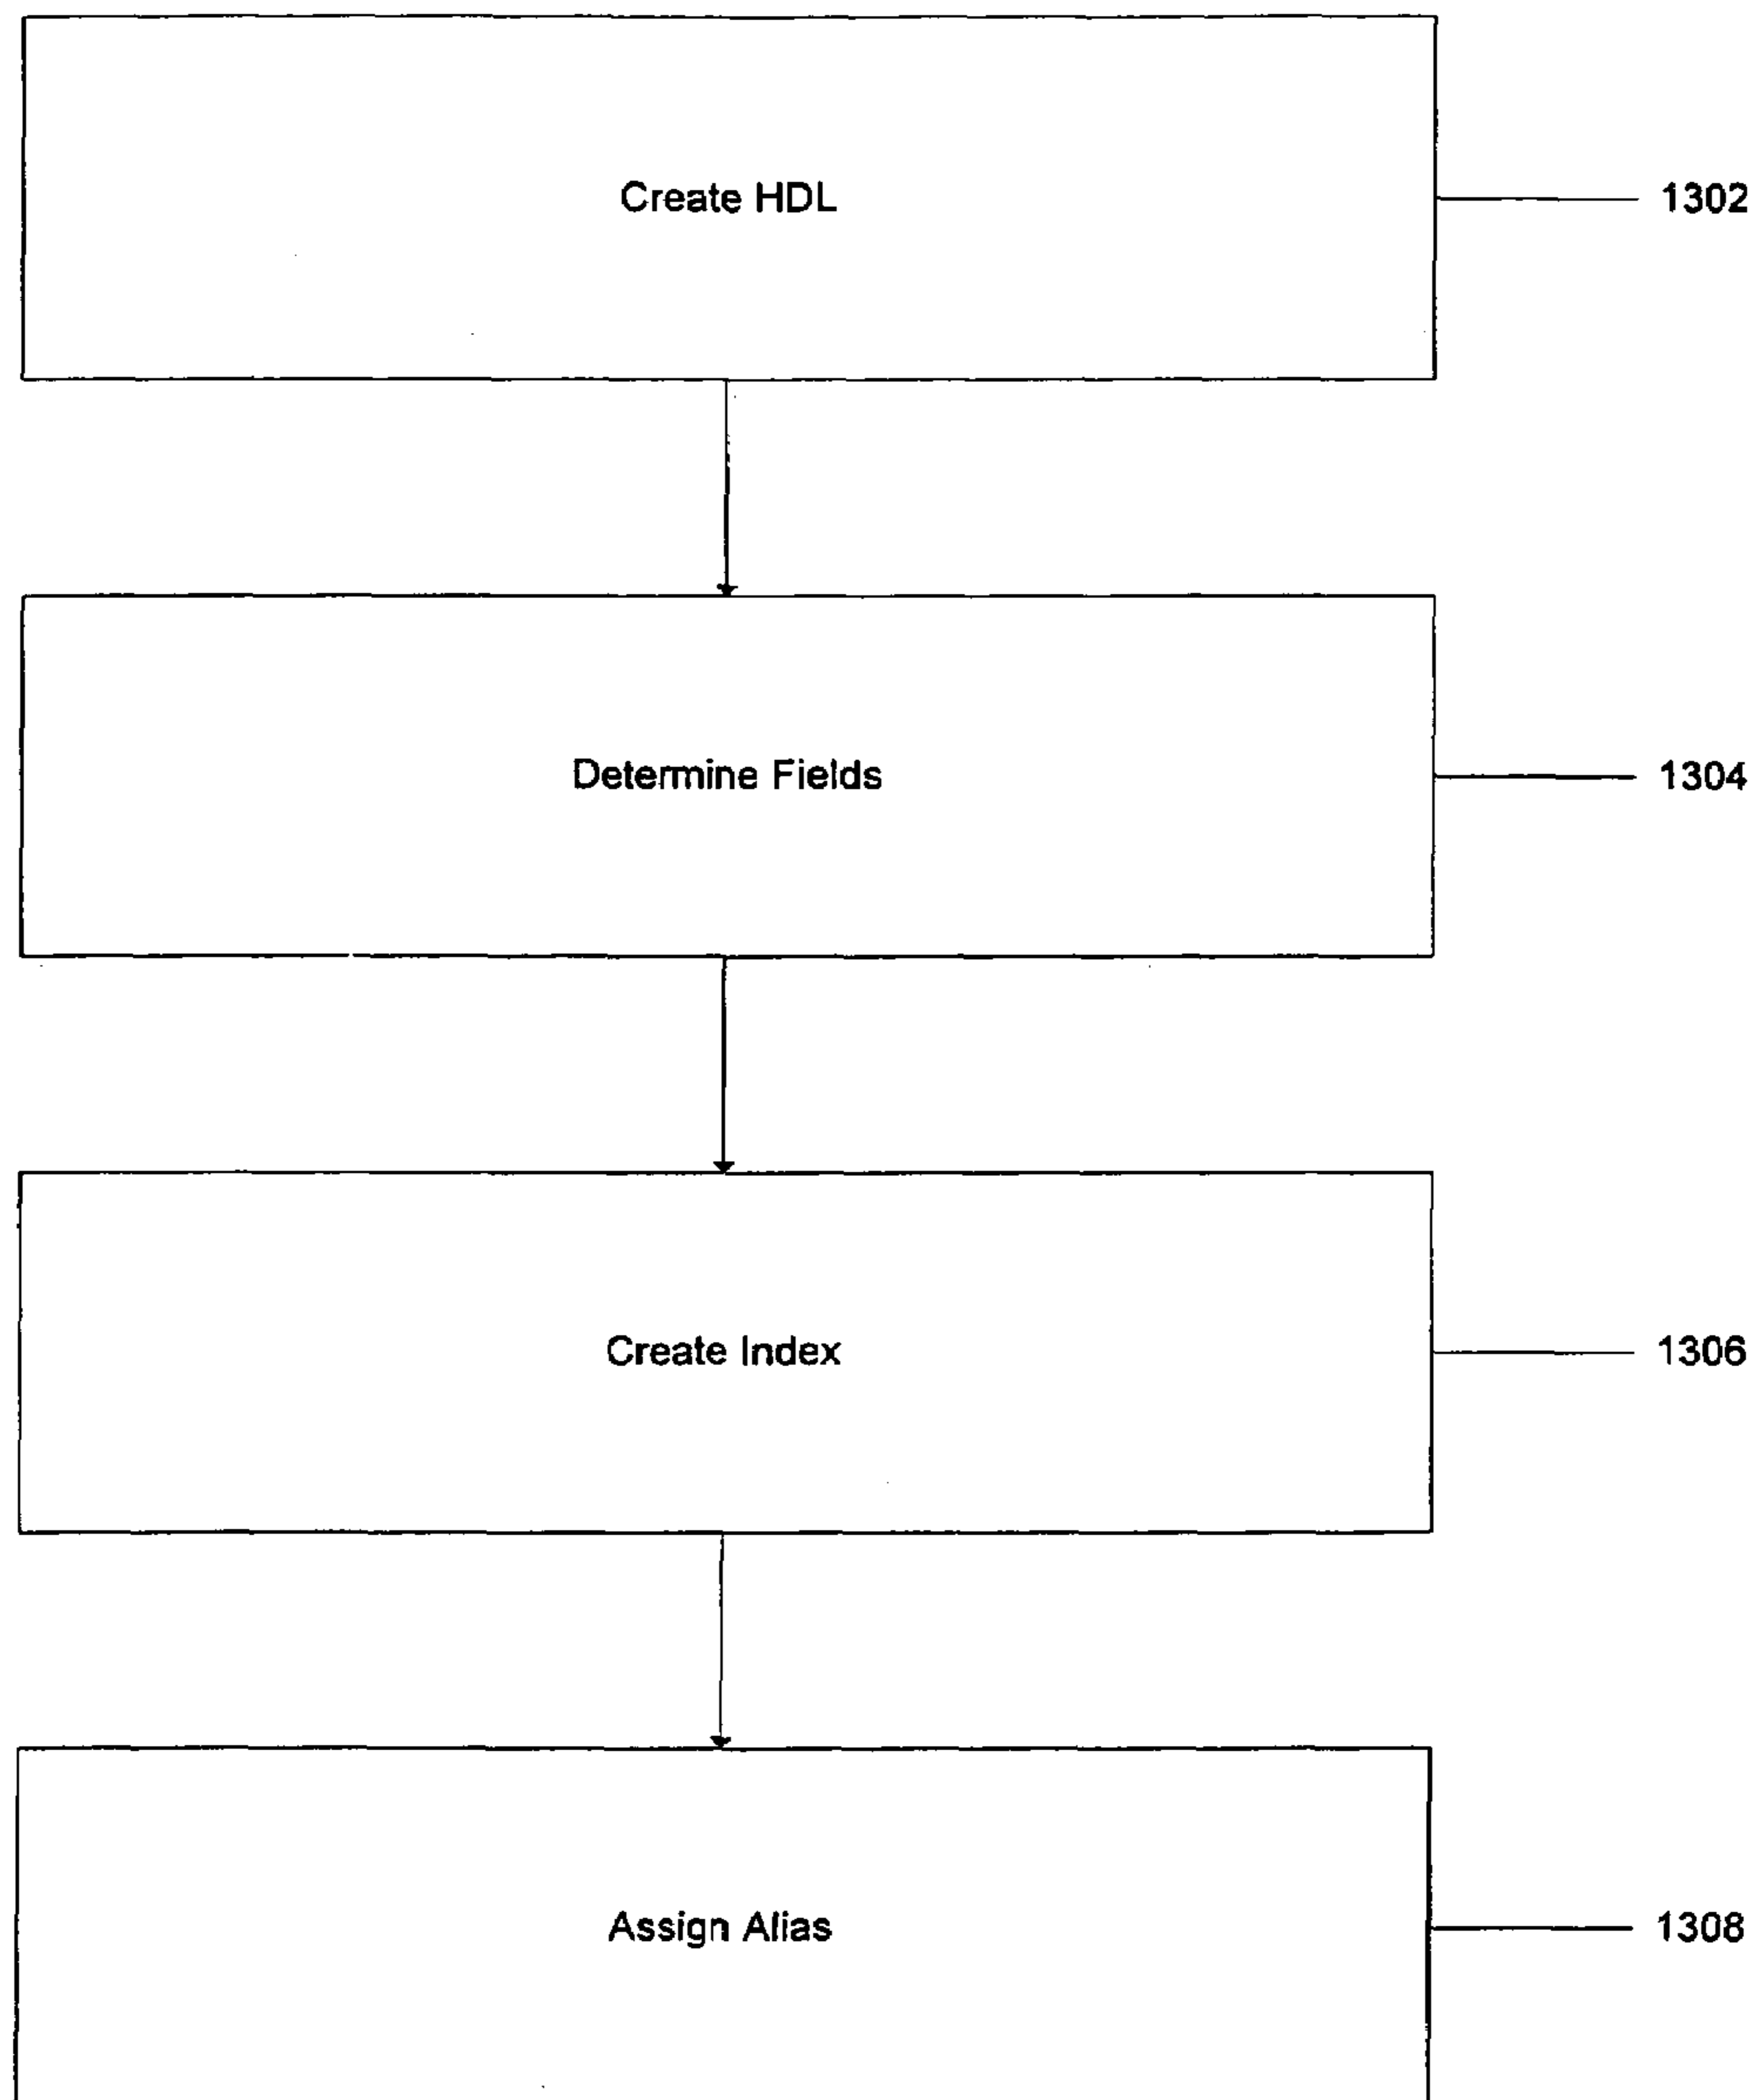 Create HDL
1302
Determine Fields
1304
Create Index
1306
Assign Alias
1308